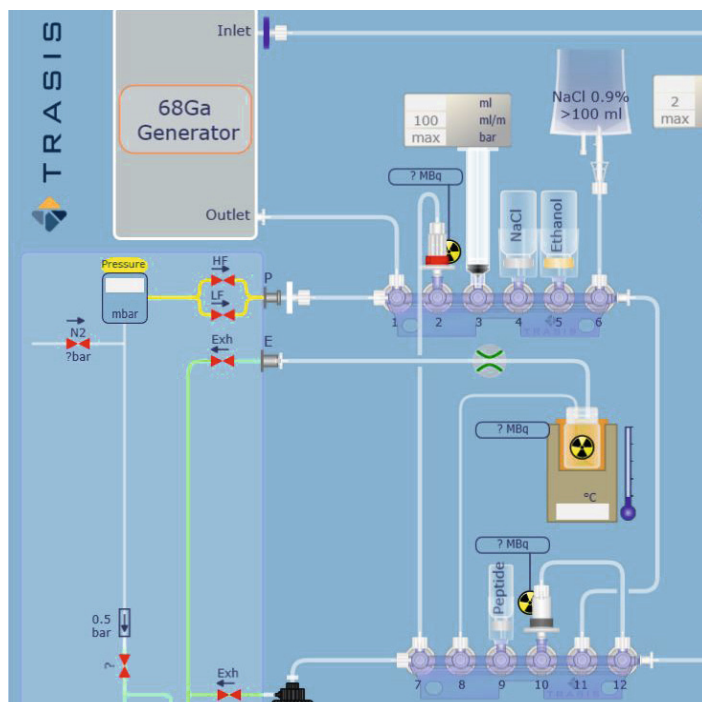 TRASIS
Inlet
68Ga
Generator
Outlet
100
max
ml
ml/m
bar
NaCl 0.9%
>100 ml
2
max
? MBq
NaCl
Ethanol
Pressure
mbar
HF
LF
P
N2
?bar
Exh
E
1
2
3
4
5
6
TRASIS
? MBq
°C
? MBq
Peptide
0.5
bar
?
Exh
7
8
9
10
11
12
TRASIS